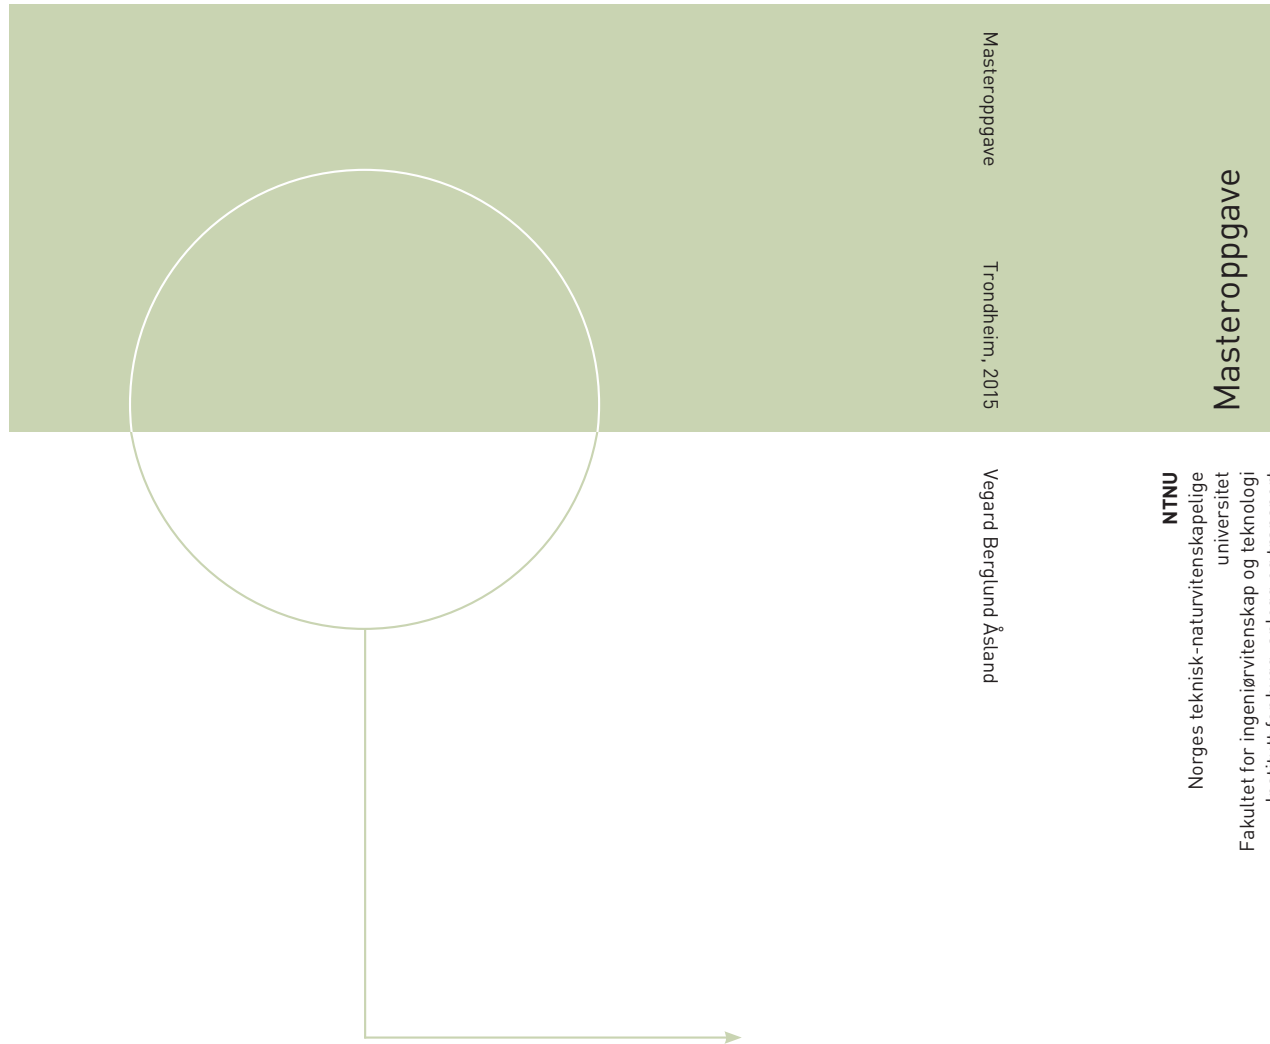 Masteroppgave
Trondheim, 2015
Vegard Berglund Åsland
Masteroppgave
NTNU
Norges teknisk-naturvitenskapelige
universitet
Fakultet for ingeniørvitenskap og teknologi